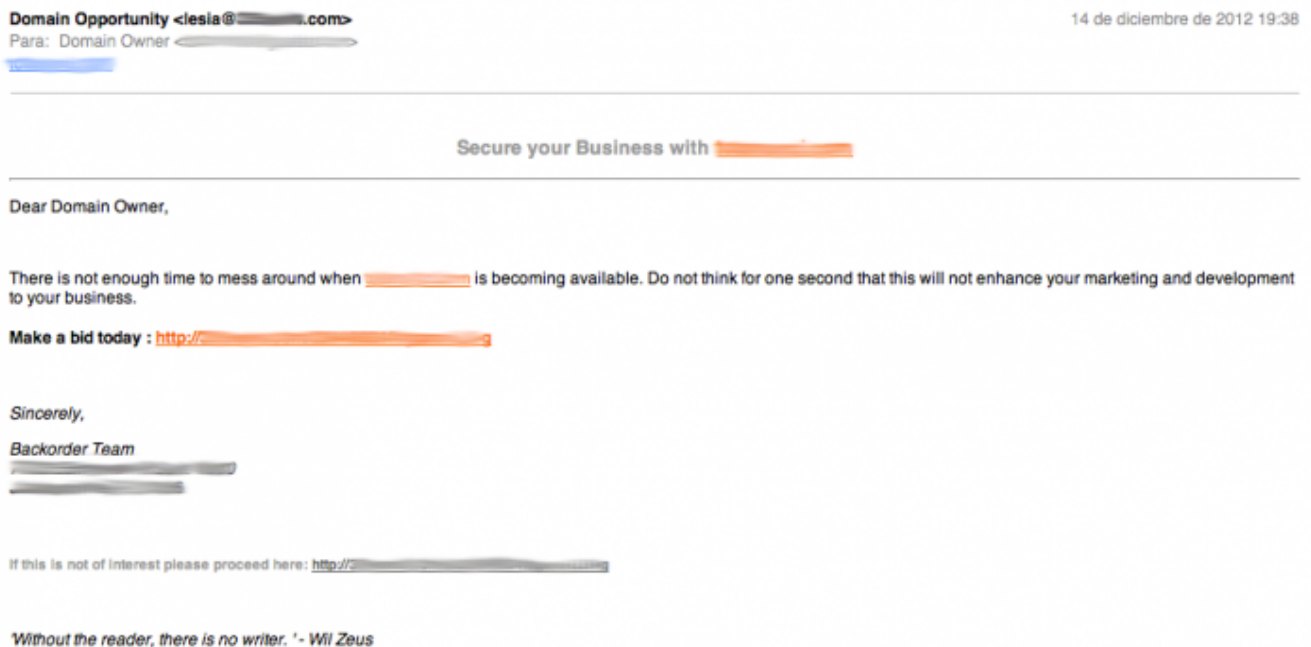 Domain Opportunity <lesia@ .com>
14 de diciembre de 2012 19:38
Para: Domain Owner
Secure your Business with
Dear Domain Owner,
There is not enough time to mess around when is becoming available. Do not think for one second that this will not enhance your marketing and development
to your business.
Make a bid today : http://
Sincerely,
Backorder Team
If this is not of interest please proceed here: http://
'Without the reader, there is no writer. ' - Wil Zeus